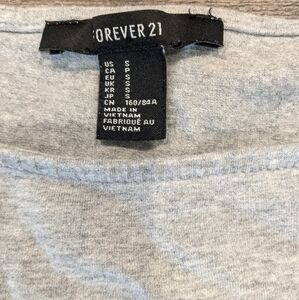 FOREVER 21
US S
CA P
EU S
UK S
KR S
JP S
CN 160/84A
MADE IN
VIETNAM
FABRIQUÉ AU
VIETNAM